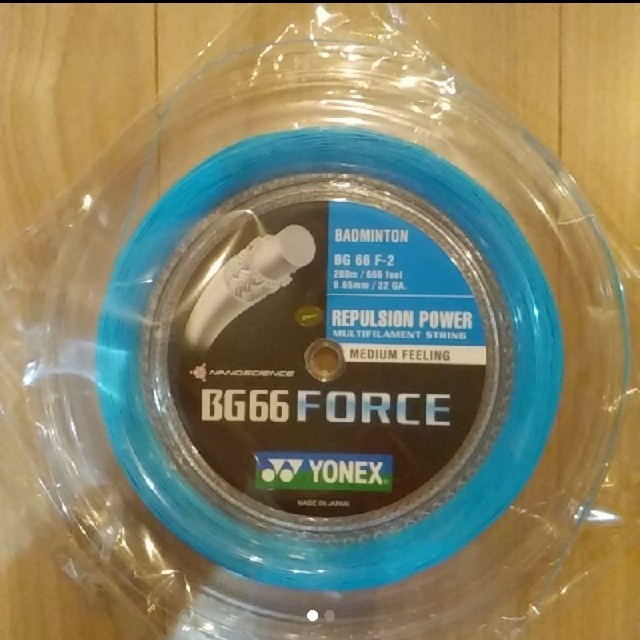 BADMINTON
BG 66 F-2
200m / 656 feet
0.65mm / 22 GA.
REPULSION POWER
MULTIFILAMENT STRING
MEDIUM FEELING
NANOSCIENCE
BG66 FORCE
YONEX
MADE IN JAPAN